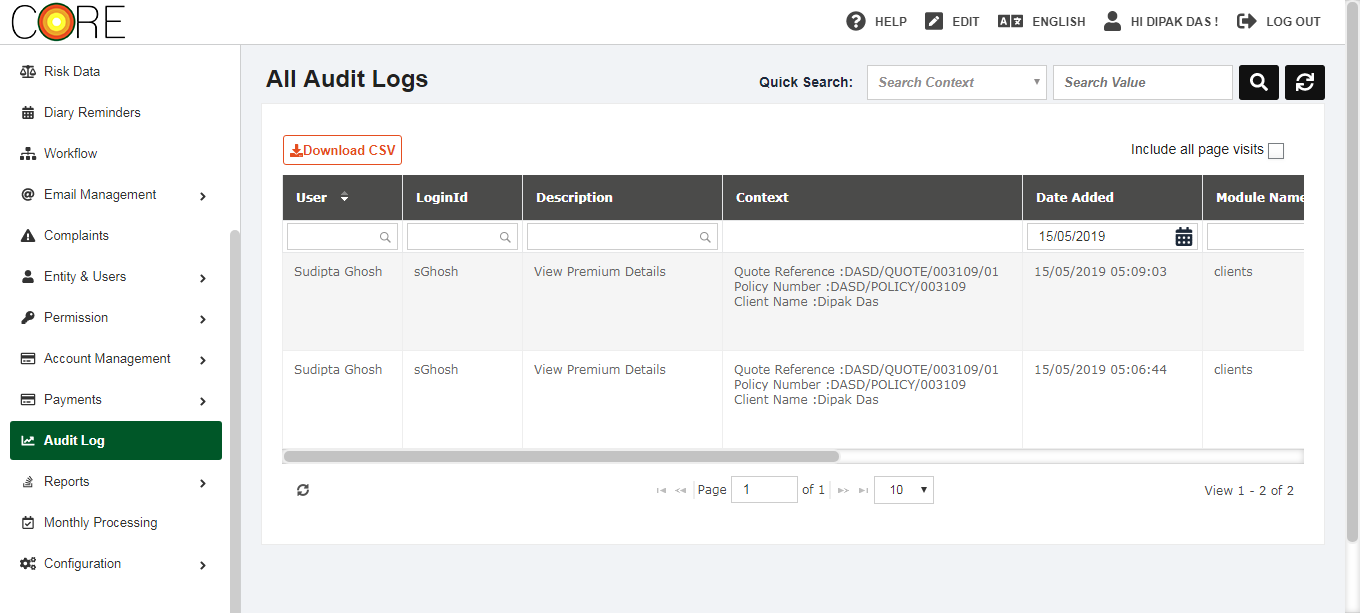 CORE
HELP
EDIT
ENGLISH
HI DIPAK DAS !
LOG OUT
Risk Data
Diary Reminders
Workflow
Email Management
Complaints
Entity & Users
Permission
Account Management
Payments
Audit Log
Reports
Monthly Processing
Configuration
All Audit Logs
Quick Search:
Search Context
Search Value
Download CSV
Include all page visits
User LoginId Description Context Date Added Module Name
15/05/2019
Sudipta Ghosh sGhosh View Premium Details Quote Reference :DASD/QUOTE/003109/01 15/05/2019 05:09:03 clients
Policy Number :DASD/POLICY/003109
Client Name :Dipak Das
Sudipta Ghosh sGhosh View Premium Details Quote Reference :DASD/QUOTE/003109/01 15/05/2019 05:06:44 clients
Policy Number :DASD/POLICY/003109
Client Name :Dipak Das
Page 1 of 1 10
View 1 - 2 of 2